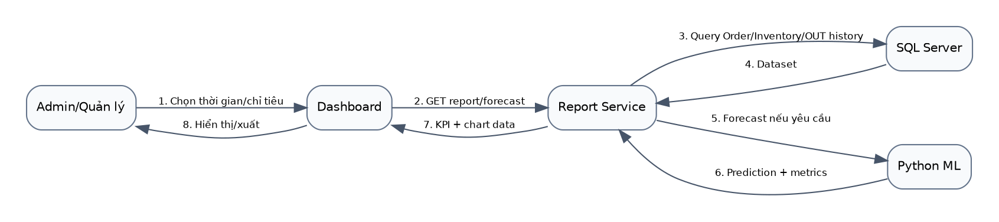 3. Query Order/Inventory/OUT history
SQL Server
4. Dataset
Admin/Quản lý
1. Chọn thời gian/chỉ tiêu
Dashboard
2. GET report/forecast
Report Service
8. Hiển thị/xuất
7. KPI + chart data
5. Forecast nếu yêu cầu
6. Prediction + metrics
Python ML